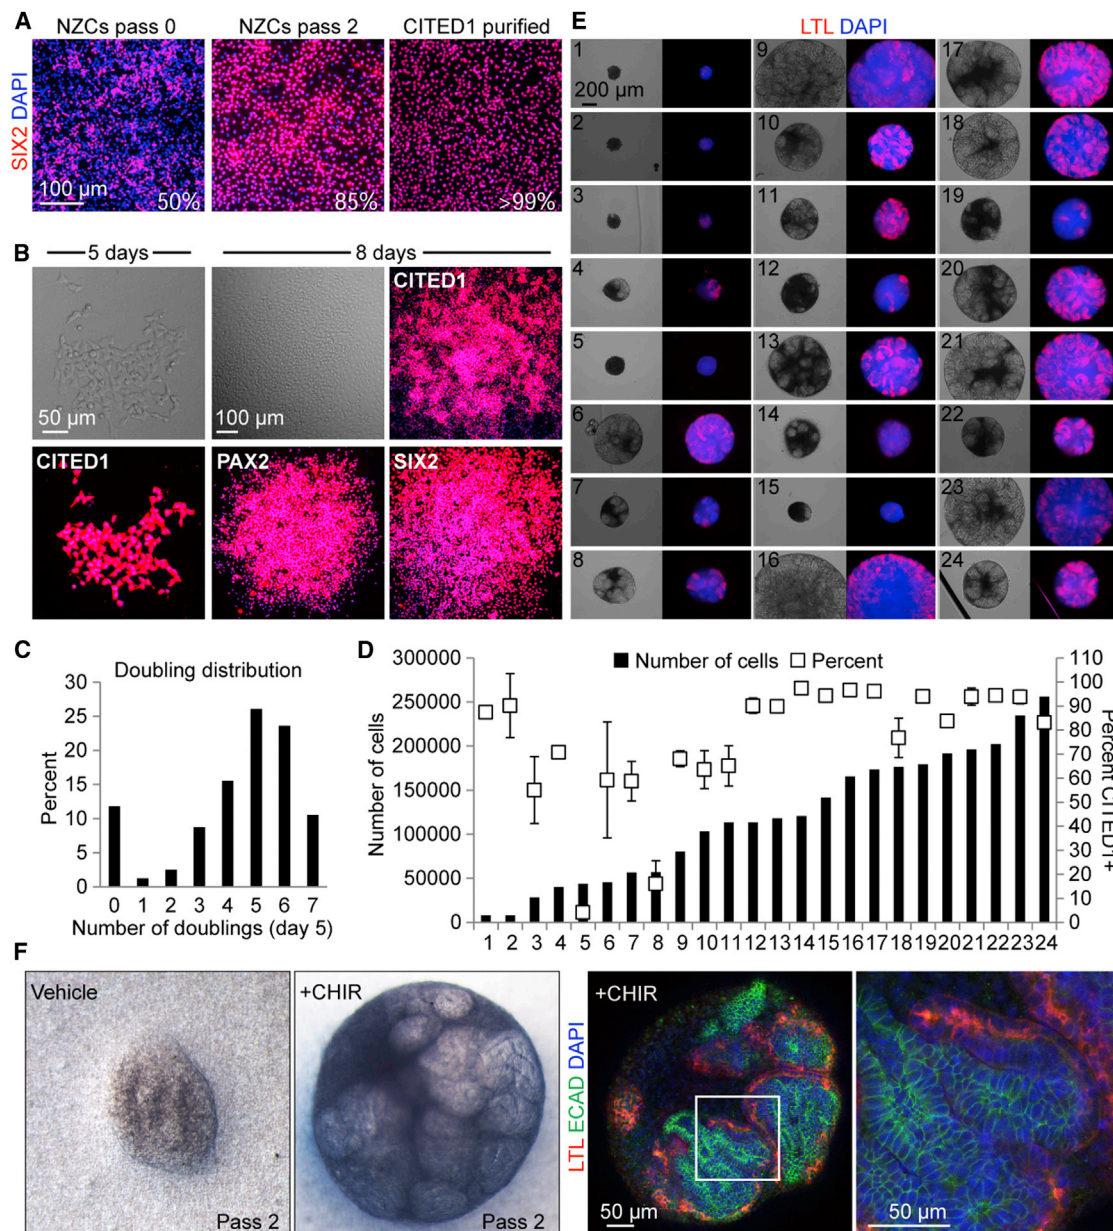 A
NZCs pass 0 NZCs pass 2 CITED1 purified
SIX2 DAPI
100 µm
50%
85%
>99%
B
5 days 8 days
50 µm
100 µm
CITED1
CITED1
PAX2
SIX2
C
Doubling distribution
Percent
30
25
20
15
10
5
0
0 1 2 3 4 5 6 7
Number of doublings (day 5)
D
Number of cells Percent
Number of cells
300000
250000
200000
150000
100000
50000
0
110
100
90
80
70
60
50
40
30
20
10
0
Percent CITED1+
1 2 3 4 5 6 7 8 9 10 11 12 13 14 15 16 17 18 19 20 21 22 23 24
E
LTL DAPI
1
200 µm
2
3
4
5
6
7
8
9
10
11
12
13
14
15
16
17
18
19
20
21
22
23
24
F
Vehicle
Pass 2
+CHIR
Pass 2
LTL ECAD DAPI
+CHIR
50 µm
50 µm